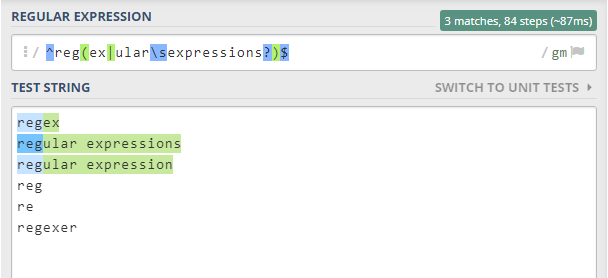 REGULAR EXPRESSION
3 matches, 84 steps (~87ms)
/ ^reg(ex|ular\sexpressions?)$ / gm
TEST STRING
SWITCH TO UNIT TESTS
regex
regular expressions
regular expression
reg
re
regexer